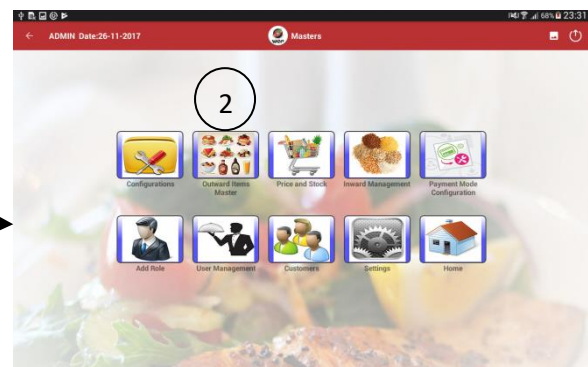 68% 23:31
ADMIN Date:26-11-2017 Masters
2
Configurations
Outward Items
Master
Price and Stock
Inward Management
Payment Mode
Configuration
Add Role
User Management
Customers
Settings
Home